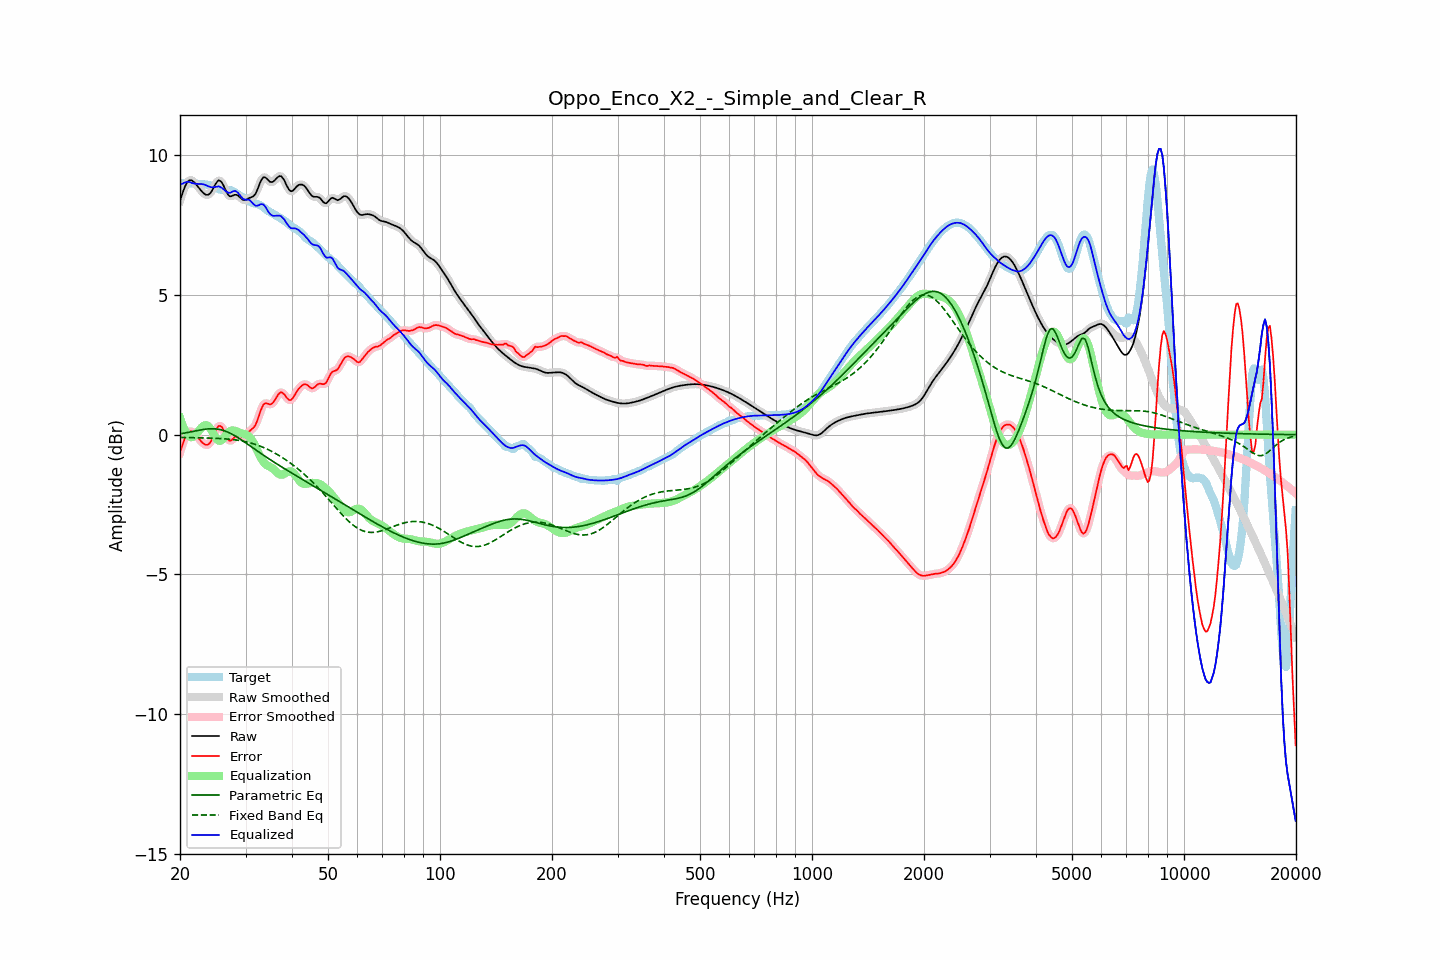 Oppo_Enco_X2_-_Simple_and_Clear_R
Amplitude (dBr)
10
5
0
−5
−10
−15
Target
Raw Smoothed
Error Smoothed
Raw
Error
Equalization
Parametric Eq
Fixed Band Eq
Equalized
20 50 100 200 500 1000 2000 5000 10000 20000
Frequency (Hz)